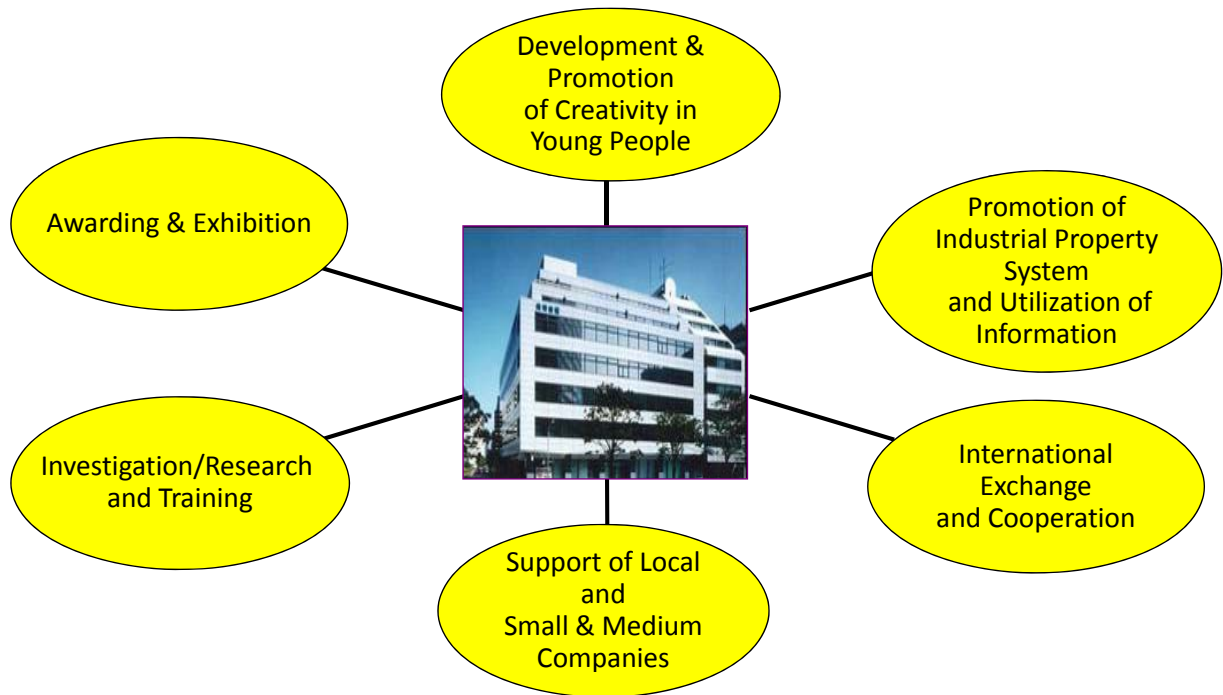 Development &
Promotion
of Creativity in
Young People
Awarding & Exhibition
Promotion of
Industrial Property
System
and Utilization of
Information
Investigation/Research
and Training
International
Exchange
and Cooperation
Support of Local
and
Small & Medium
Companies